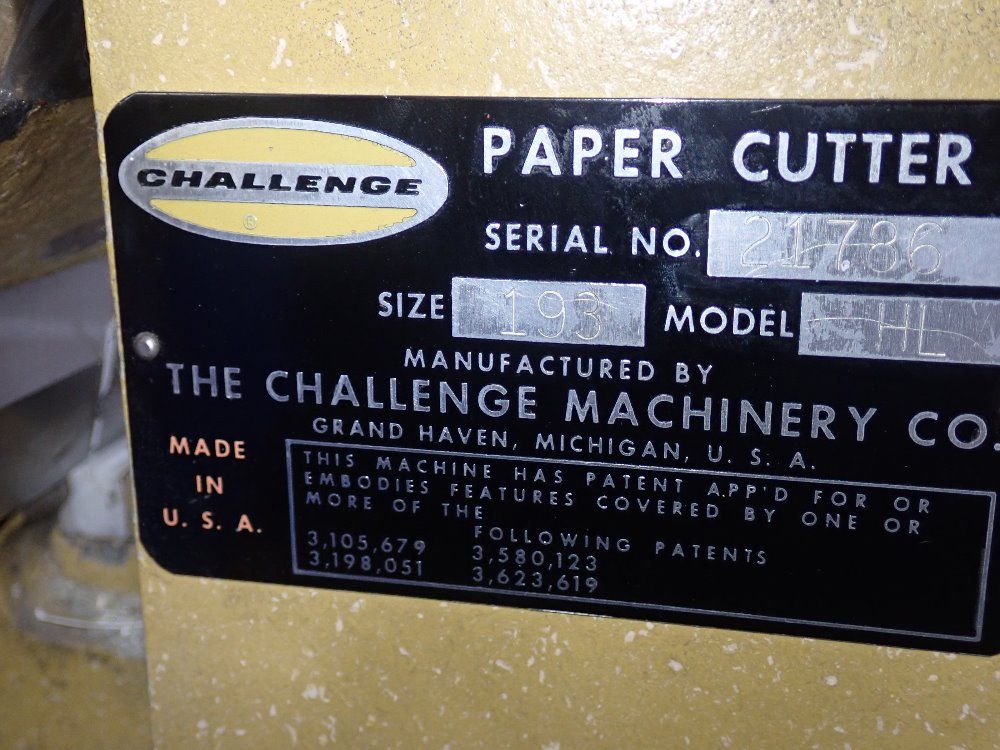 CHALLENGE
®
PAPER CUTTER
SERIAL NO. 21786
SIZE 193 MODEL HL
MANUFACTURED BY
THE CHALLENGE MACHINERY CO.
GRAND HAVEN, MICHIGAN, U. S. A.
MADE
IN
U. S. A.
THIS MACHINE HAS PATENT APP'D FOR OR
EMBODIES FEATURES COVERED BY ONE OR
MORE OF THE
FOLLOWING PATENTS
3,105,679 3,580,123
3,198,051 3,623,619